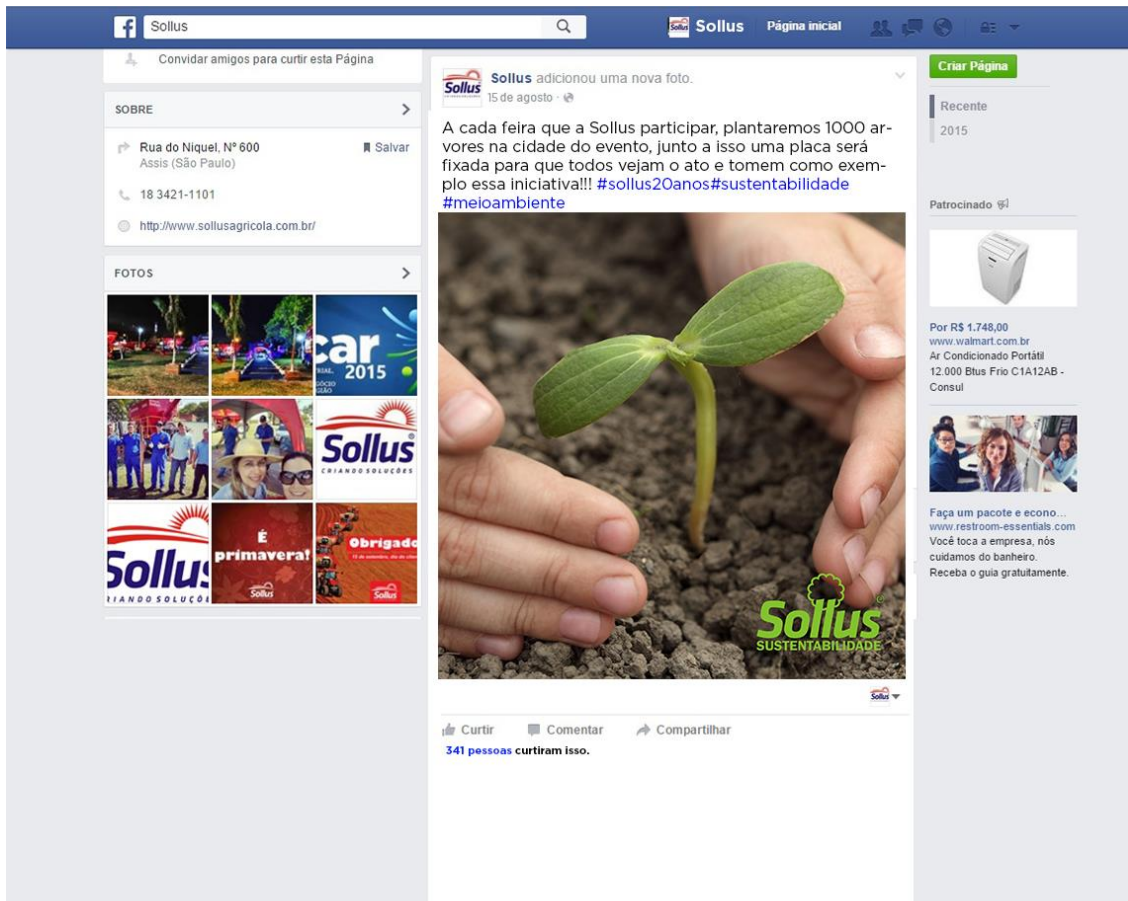 Sollus
Sollus Sollus Página inicial
Convidar amigos para curtir esta Página
SOBRE
Rua do Niquel, Nº 600 Salvar
Assis (São Paulo)
18 3421-1101
http://www.sollusagricola.com.br/
FOTOS
car
2015
Sollus
CRIANDO SOLUÇÕES
Sollus
É
primavera!
Sollus
Obrigado
Sollus
Sollus
Sollus adicionou uma nova foto.
15 de agosto
A cada feira que a Sollus participar, plantaremos 1000 ar-
vores na cidade do evento, junto a isso uma placa será
fixada para que todos vejam o ato e tomem como exem-
plo essa iniciativa!!! #sollus20anos#sustentabilidade
#meioambiente
Sollus
SUSTENTABILIDADE
Sollus
Curtir Comentar Compartilhar
341 pessoas curtiram isso.
Criar Página
Recente
2015
Patrocinado
Por R$ 1.748,00
www.walmart.com.br
Ar Condicionado Portátil
12.000 Btus Frio C1A12AB -
Consul
Faça um pacote e econo...
www.restroom-essentials.com
Você toca a empresa, nós
cuidamos do banheiro.
Receba o guia gratuitamente.